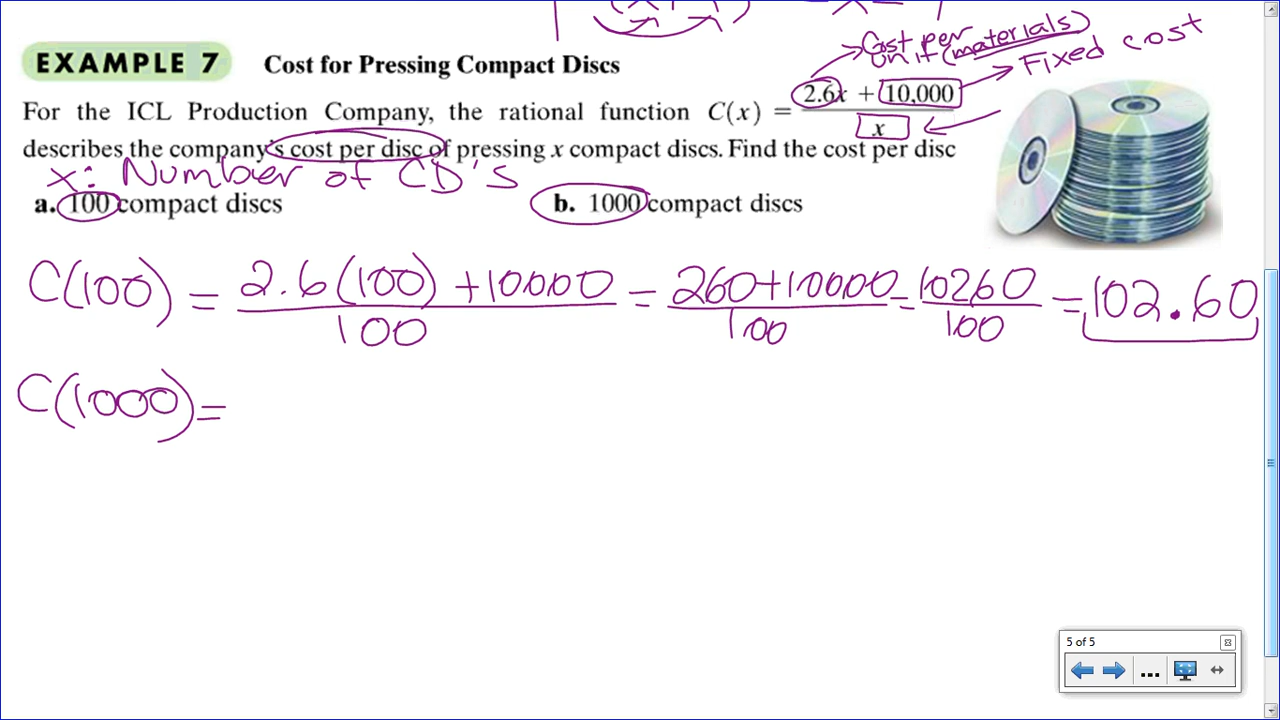 Cost per
unit (materials)
Fixed cost
EXAMPLE 7 Cost for Pressing Compact Discs
For the ICL Production Company, the rational function C(x) = (2.6x + 10,000)/x
describes the company's cost per disc of pressing x compact discs. Find the cost per disc
x: Number of CD's
a. 100 compact discs b. 1000 compact discs
C(100) = (2.6(100) + 10000)/100 = (260+10000)/100 = 10260/100 = 102.60
C(1000) =
5 of 5